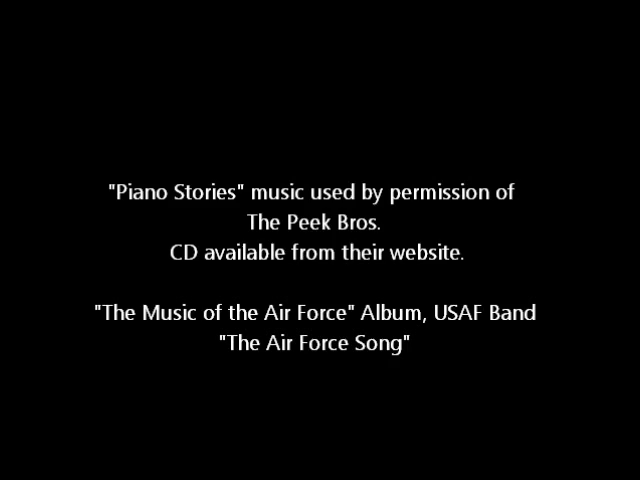 "Piano Stories" music used by permission of
The Peek Bros.
CD available from their website.
"The Music of the Air Force" Album, USAF Band
"The Air Force Song"